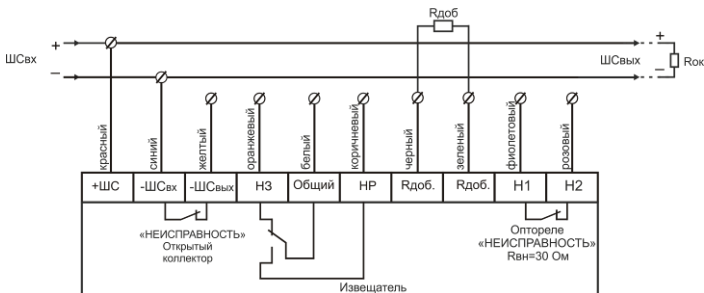 Rдоб
+
+
ШСвх
ШСвых
Rок
–
–
красный
синий
желтый
оранжевый
белый
коричневый
черный
зеленый
фиолетовый
розовый
+ШС
-ШСвх
-ШСвых
НЗ
Общий
НР
Rдоб.
Rдоб.
Н1
Н2
«НЕИСПРАВНОСТЬ»
Открытый
коллектор
Оптореле
«НЕИСПРАВНОСТЬ»
Rвн=30 Ом
Извещатель